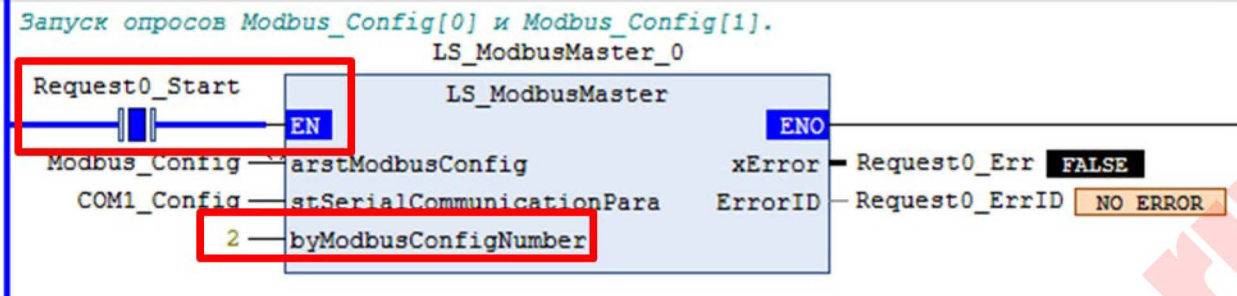 Запуск опросов Modbus_Config[0] и Modbus_Config[1].
LS_ModbusMaster_0
Request0_Start
LS_ModbusMaster
EN
ENO
Modbus_Config
arstModbusConfig
xError
Request0_Err
FALSE
COM1_Config
stSerialCommunicationPara
ErrorID
Request0_ErrID
NO ERROR
2
byModbusConfigNumber